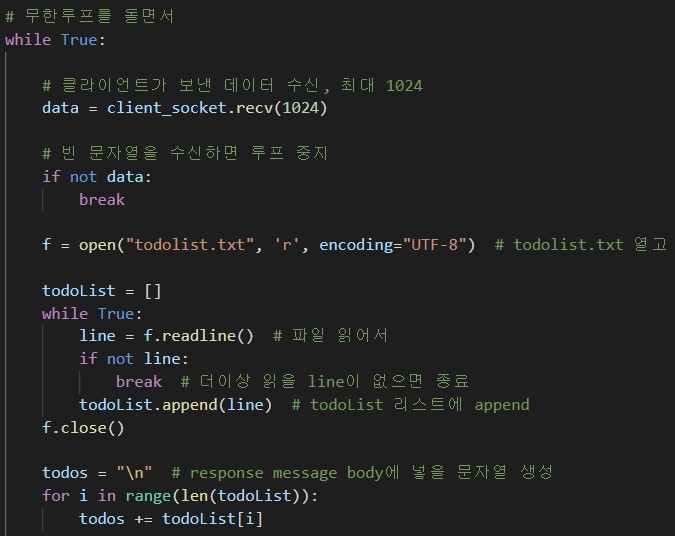 # 무한루프를 돌면서
while True:
# 클라이언트가 보낸 데이터 수신, 최대 1024
data = client_socket.recv(1024)
# 빈 문자열을 수신하면 루프 중지
if not data:
break
f = open("todolist.txt", 'r', encoding="UTF-8")  # todolist.txt 열고
todoList = []
while True:
line = f.readline()  # 파일 읽어서
if not line:
break  # 더이상 읽을 line이 없으면 종료
todoList.append(line)  # todoList 리스트에 append
f.close()
todos = "\n"  # response message body에 넣을 문자열 생성
for i in range(len(todoList)):
todos += todoList[i]